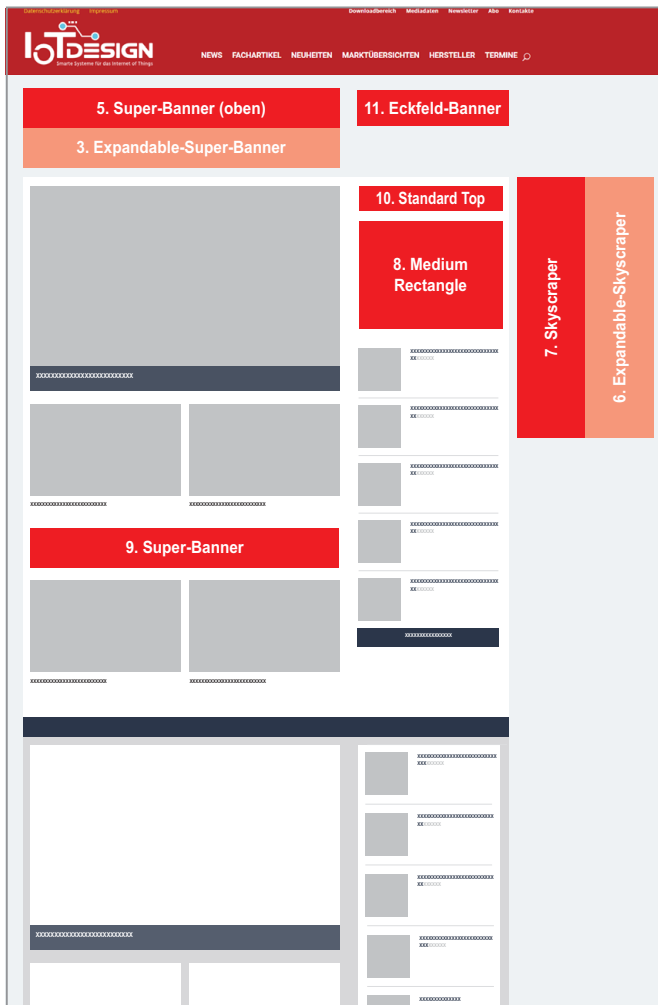 Datenschutzerklärung Impressum Downloadbereich Mediadaten Newsletter Abo Kontakte
IoTDESIGN
Smarte Systeme für das Internet of Things
NEWS FACHARTIKEL NEUHEITEN MARKTÜBERSICHTEN HERSTELLER TERMINE
5. Super-Banner (oben)
11. Eckfeld-Banner
3. Expandable-Super-Banner
10. Standard Top
8. Medium
Rectangle
7. Skyscraper
6. Expandable-Skyscraper
9. Super-Banner